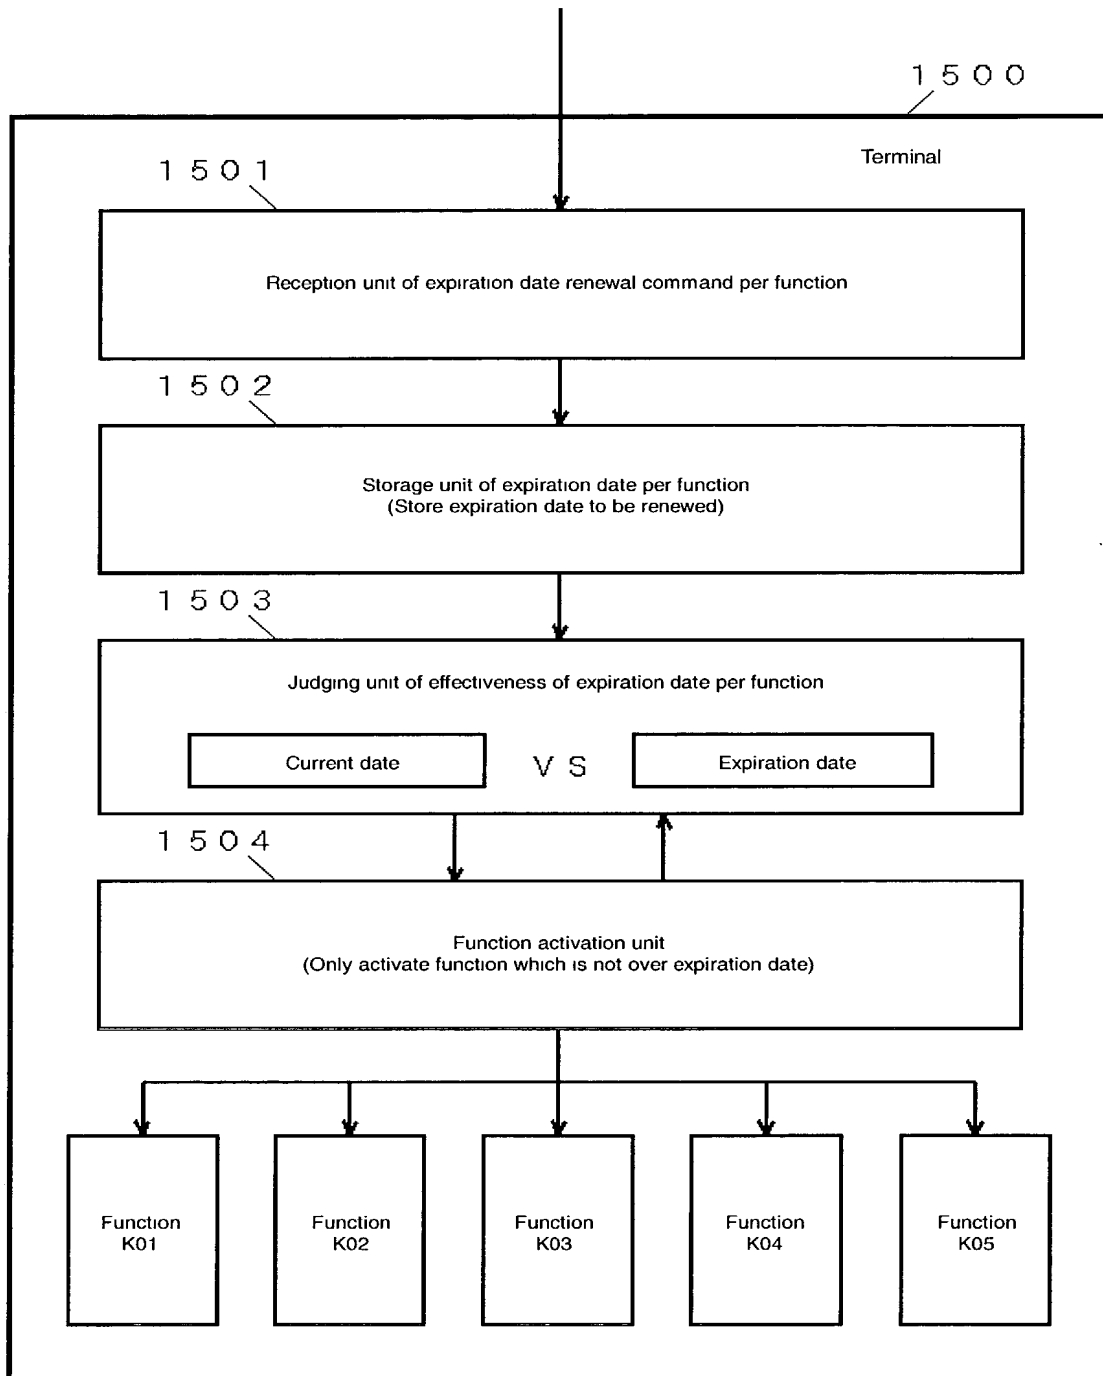 1500
Terminal
1501
Reception unit of expiration date renewal command per function
1502
Storage unit of expiration date per function
(Store expiration date to be renewed)
1503
Judging unit of effectiveness of expiration date per function
Current date
VS
Expiration date
1504
Function activation unit
(Only activate function which is not over expiration date)
Function
K01
Function
K02
Function
K03
Function
K04
Function
K05